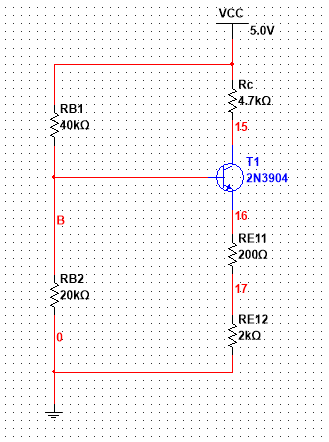 VCC
5.0V
Rc
4.7kΩ
RB1
40kΩ
15
T1
2N3904
16
B
RE11
200Ω
17
RB2
20kΩ
RE12
2kΩ
0